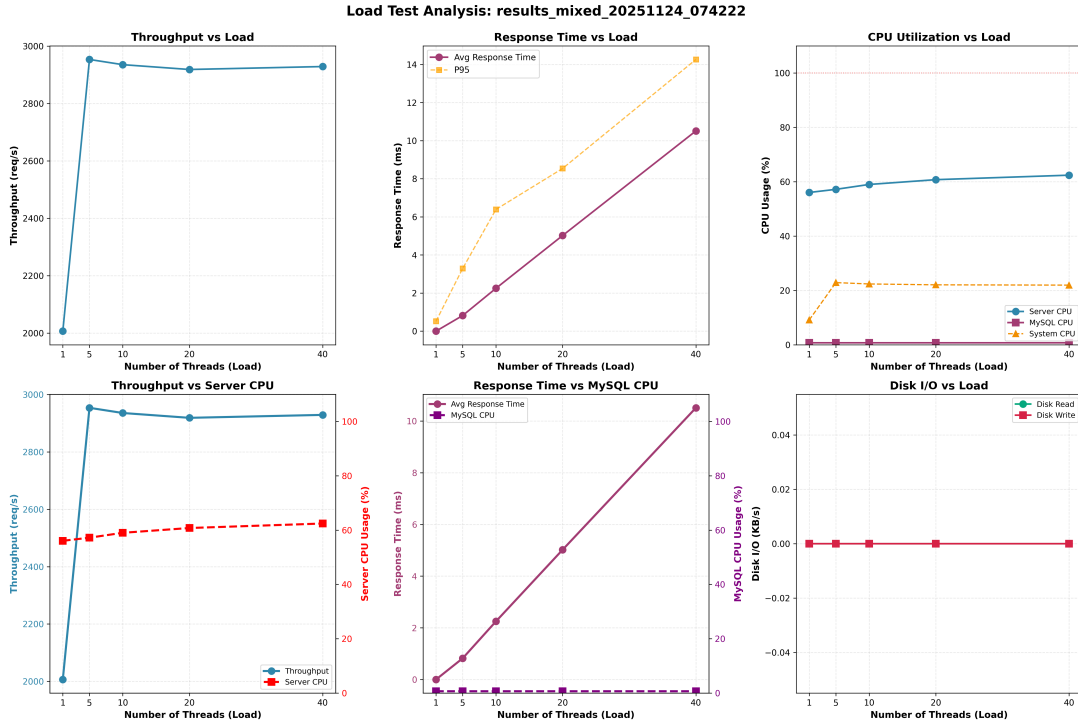 Load Test Analysis: results_mixed_20251124_074222
Throughput vs Load
3000
2800
2600
2400
2200
2000
Throughput (req/s)
1 5 10 20 40
Number of Threads (Load)
Response Time vs Load
Avg Response Time
P95
14
12
10
8
6
4
2
0
Response Time (ms)
1 5 10 20 40
Number of Threads (Load)
CPU Utilization vs Load
100
80
60
40
20
0
CPU Usage (%)
Server CPU
MySQL CPU
System CPU
1 5 10 20 40
Number of Threads (Load)
Throughput vs Server CPU
3000
2800
2600
2400
2200
2000
Throughput (req/s)
100
80
60
40
20
0
Server CPU Usage (%)
Throughput
Server CPU
1 5 10 20 40
Number of Threads (Load)
Response Time vs MySQL CPU
Avg Response Time
MySQL CPU
10
8
6
4
2
0
Response Time (ms)
100
80
60
40
20
0
MySQL CPU Usage (%)
1 5 10 20 40
Number of Threads (Load)
Disk I/O vs Load
Disk Read
Disk Write
0.04
0.02
0.00
−0.02
−0.04
Disk I/O (KB/s)
1 5 10 20 40
Number of Threads (Load)